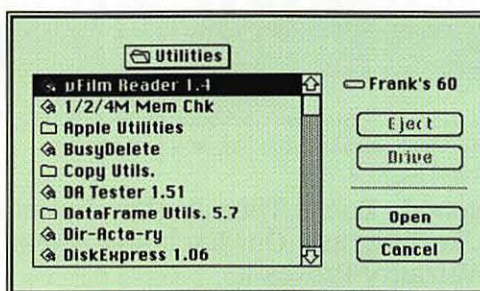 Utilities
µFilm Reader 1.4
1/2/4M Mem Chk
Apple Utilities
BusyDelete
Copy Utils.
DA Tester 1.51
DataFrame Utils. 5.7
Dir-Acta-ry
DiskExpress 1.06
Frank's 60
Eject
Drive
Open
Cancel